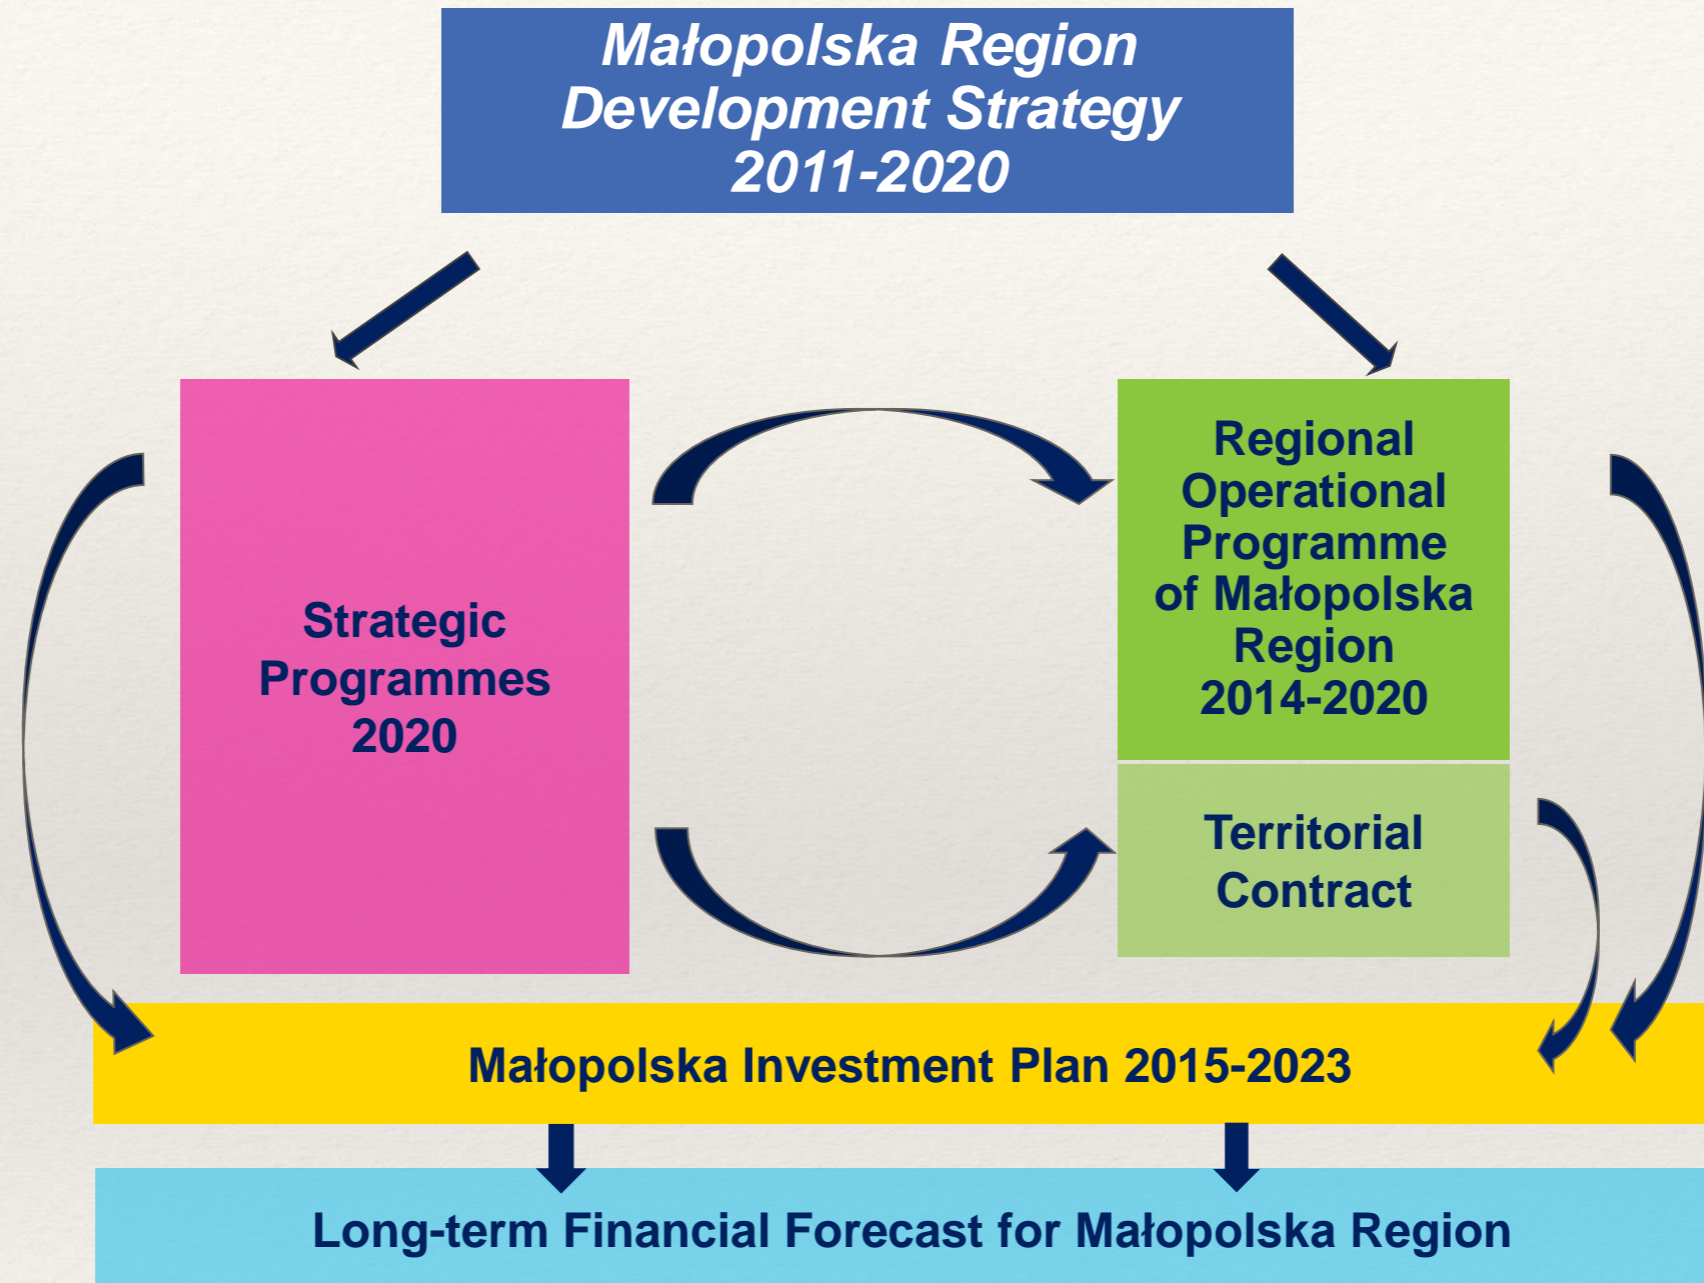 Małopolska Region
Development Strategy
2011-2020
Strategic
Programmes
2020
Regional
Operational
Programme
of Małopolska
Region
2014-2020
Territorial
Contract
Małopolska Investment Plan 2015-2023
Long-term Financial Forecast for Małopolska Region